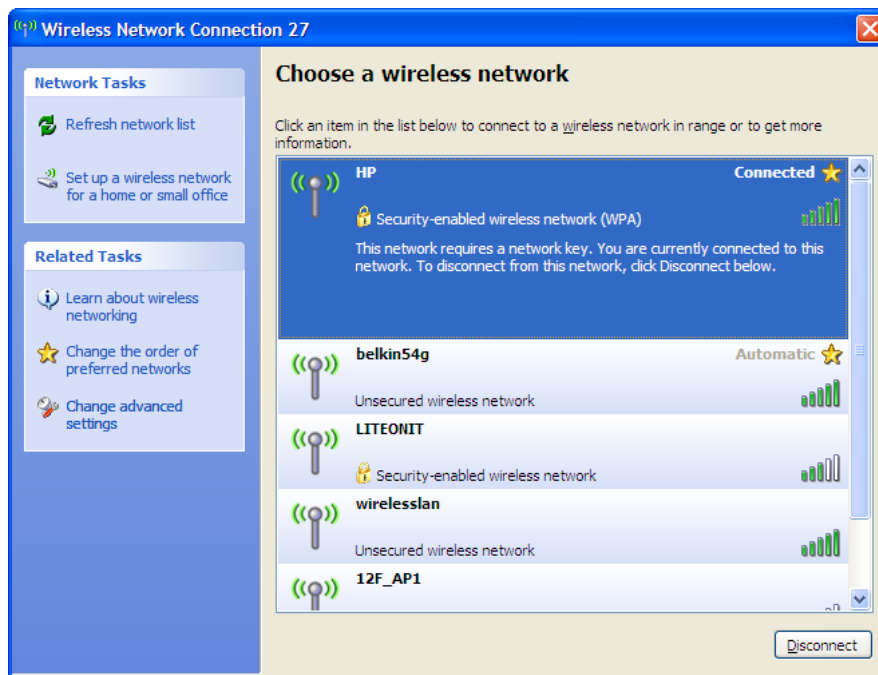 Wireless Network Connection 27
Network Tasks
Refresh network list
Set up a wireless network
for a home or small office
Related Tasks
Learn about wireless
networking
Change the order of
preferred networks
Change advanced
settings
Choose a wireless network
Click an item in the list below to connect to a wireless network in range or to get more
information.
HP
Connected
Security-enabled wireless network (WPA)
This network requires a network key. You are currently connected to this
network. To disconnect from this network, click Disconnect below.
belkin54g
Automatic
Unsecured wireless network
LITEONIT
Security-enabled wireless network
wirelesslan
Unsecured wireless network
12F_AP1
Disconnect